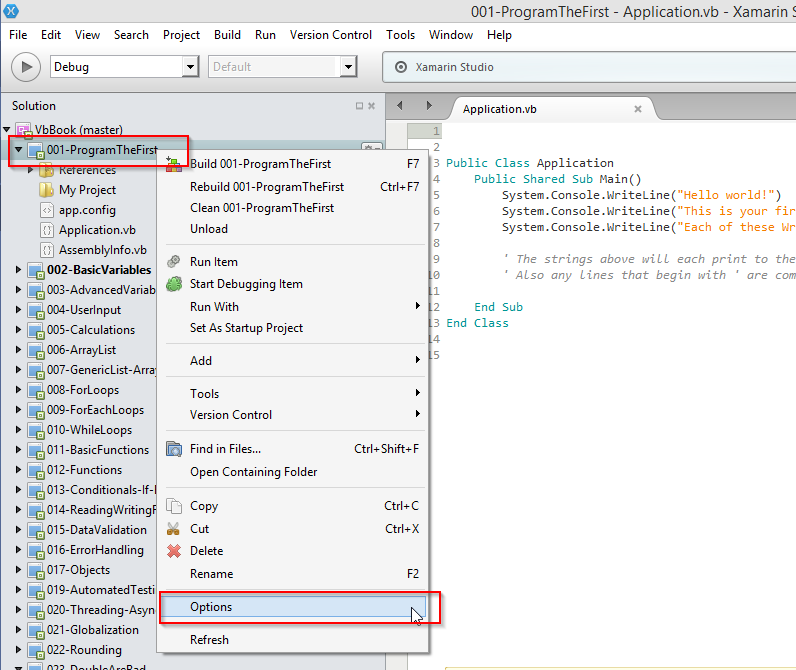 001-ProgramTheFirst - Application.vb - Xamarin S
File Edit View Search Project Build Run Version Control Tools Window Help
Debug
Default
Xamarin Studio
Solution
Application.vb
VbBook (master)
001-ProgramTheFirst
References
My Project
app.config
Application.vb
AssemblyInfo.vb
002-BasicVariables
003-AdvancedVariab
004-UserInput
005-Calculations
006-ArrayList
007-GenericList-Array
008-ForLoops
009-ForEachLoops
010-WhileLoops
011-BasicFunctions
012-Functions
013-Conditionals-If-
014-ReadingWritingF
015-DataValidation
016-ErrorHandling
017-Objects
019-AutomatedTesti
020-Threading-Asyn
021-Globalization
022-Rounding
023-DoubleAreBad
Build 001-ProgramTheFirst F7
Rebuild 001-ProgramTheFirst Ctrl+F7
Clean 001-ProgramTheFirst
Unload
Run Item
Start Debugging Item
Run With
Set As Startup Project
Add
Tools
Version Control
Find in Files... Ctrl+Shift+F
Open Containing Folder
Copy Ctrl+C
Cut Ctrl+X
Delete
Rename F2
Options
Refresh
1
2
3 Public Class Application
4 Public Shared Sub Main()
5 System.Console.WriteLine("Hello world!")
6 System.Console.WriteLine("This is your fir
7 System.Console.WriteLine("Each of these Wr
8
9 ' The strings above will each print to the
10 ' Also any lines that begin with ' are com
11
12 End Sub
13 End Class
14
15